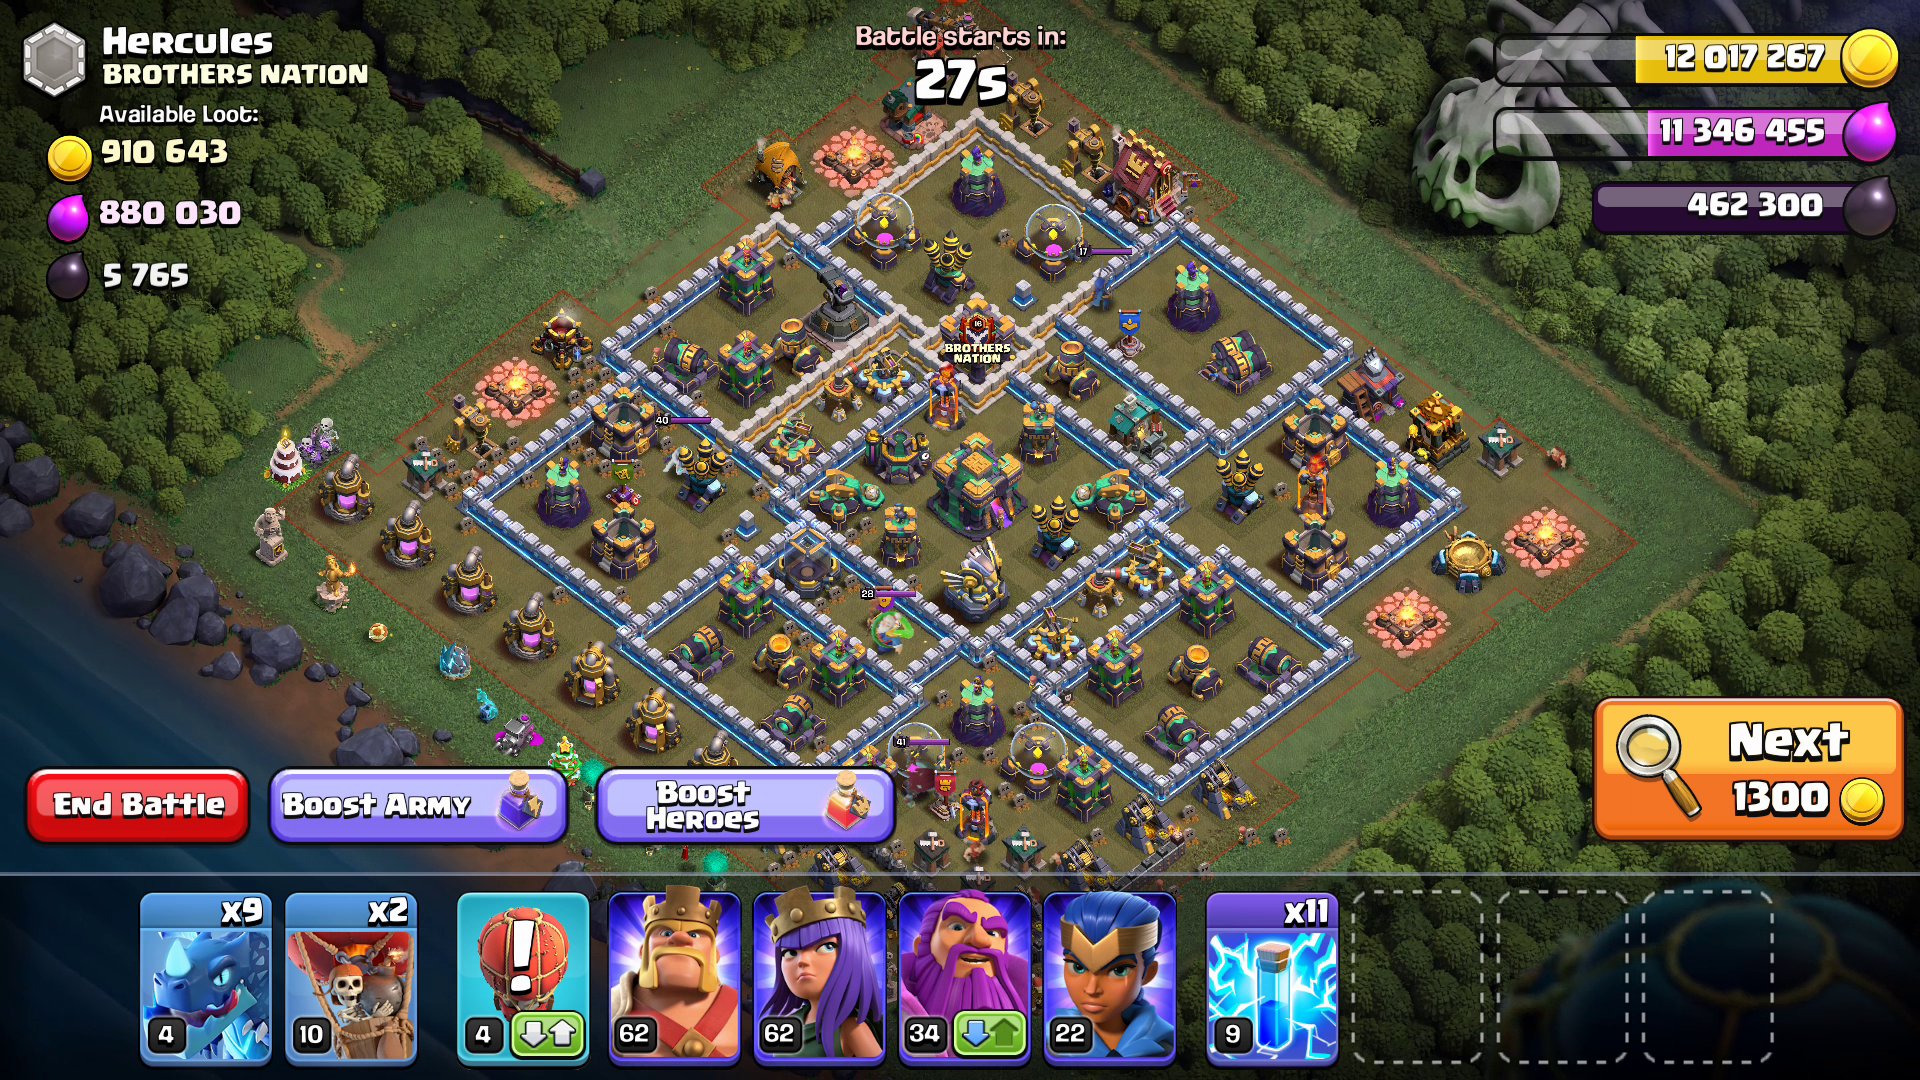 Hercules
BROTHERS NATION
Available Loot:
910 643
880 030
5 765
Battle starts in:
27s
12 017 267
11 346 455
462 300
17
16
BROTHERS
NATION
40
28
41
End Battle
Boost Army
Boost
Heroes
Next
1300
x9
4
x2
10
4
62
62
34
22
x11
9